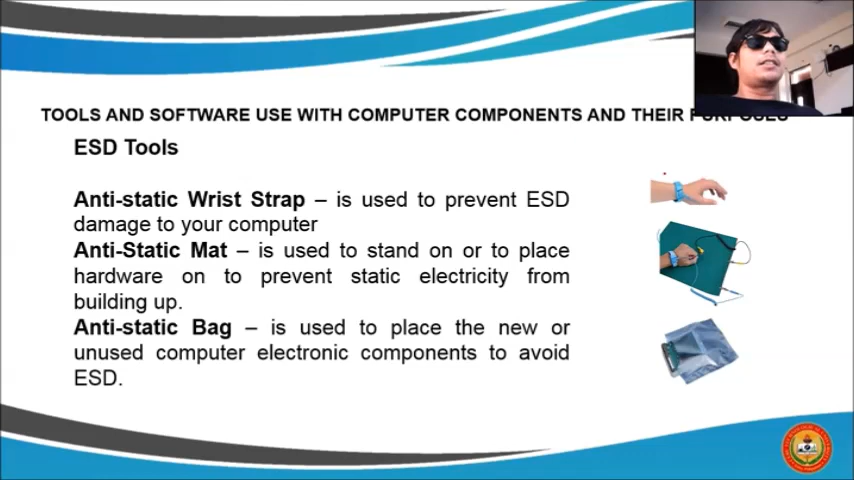 TOOLS AND SOFTWARE USE WITH COMPUTER COMPONENTS AND THEIR PURPOSES
ESD Tools
Anti-static Wrist Strap – is used to prevent ESD
damage to your computer
Anti-Static Mat – is used to stand on or to place
hardware on to prevent static electricity from
building up.
Anti-static Bag – is used to place the new or
unused computer electronic components to avoid
ESD.